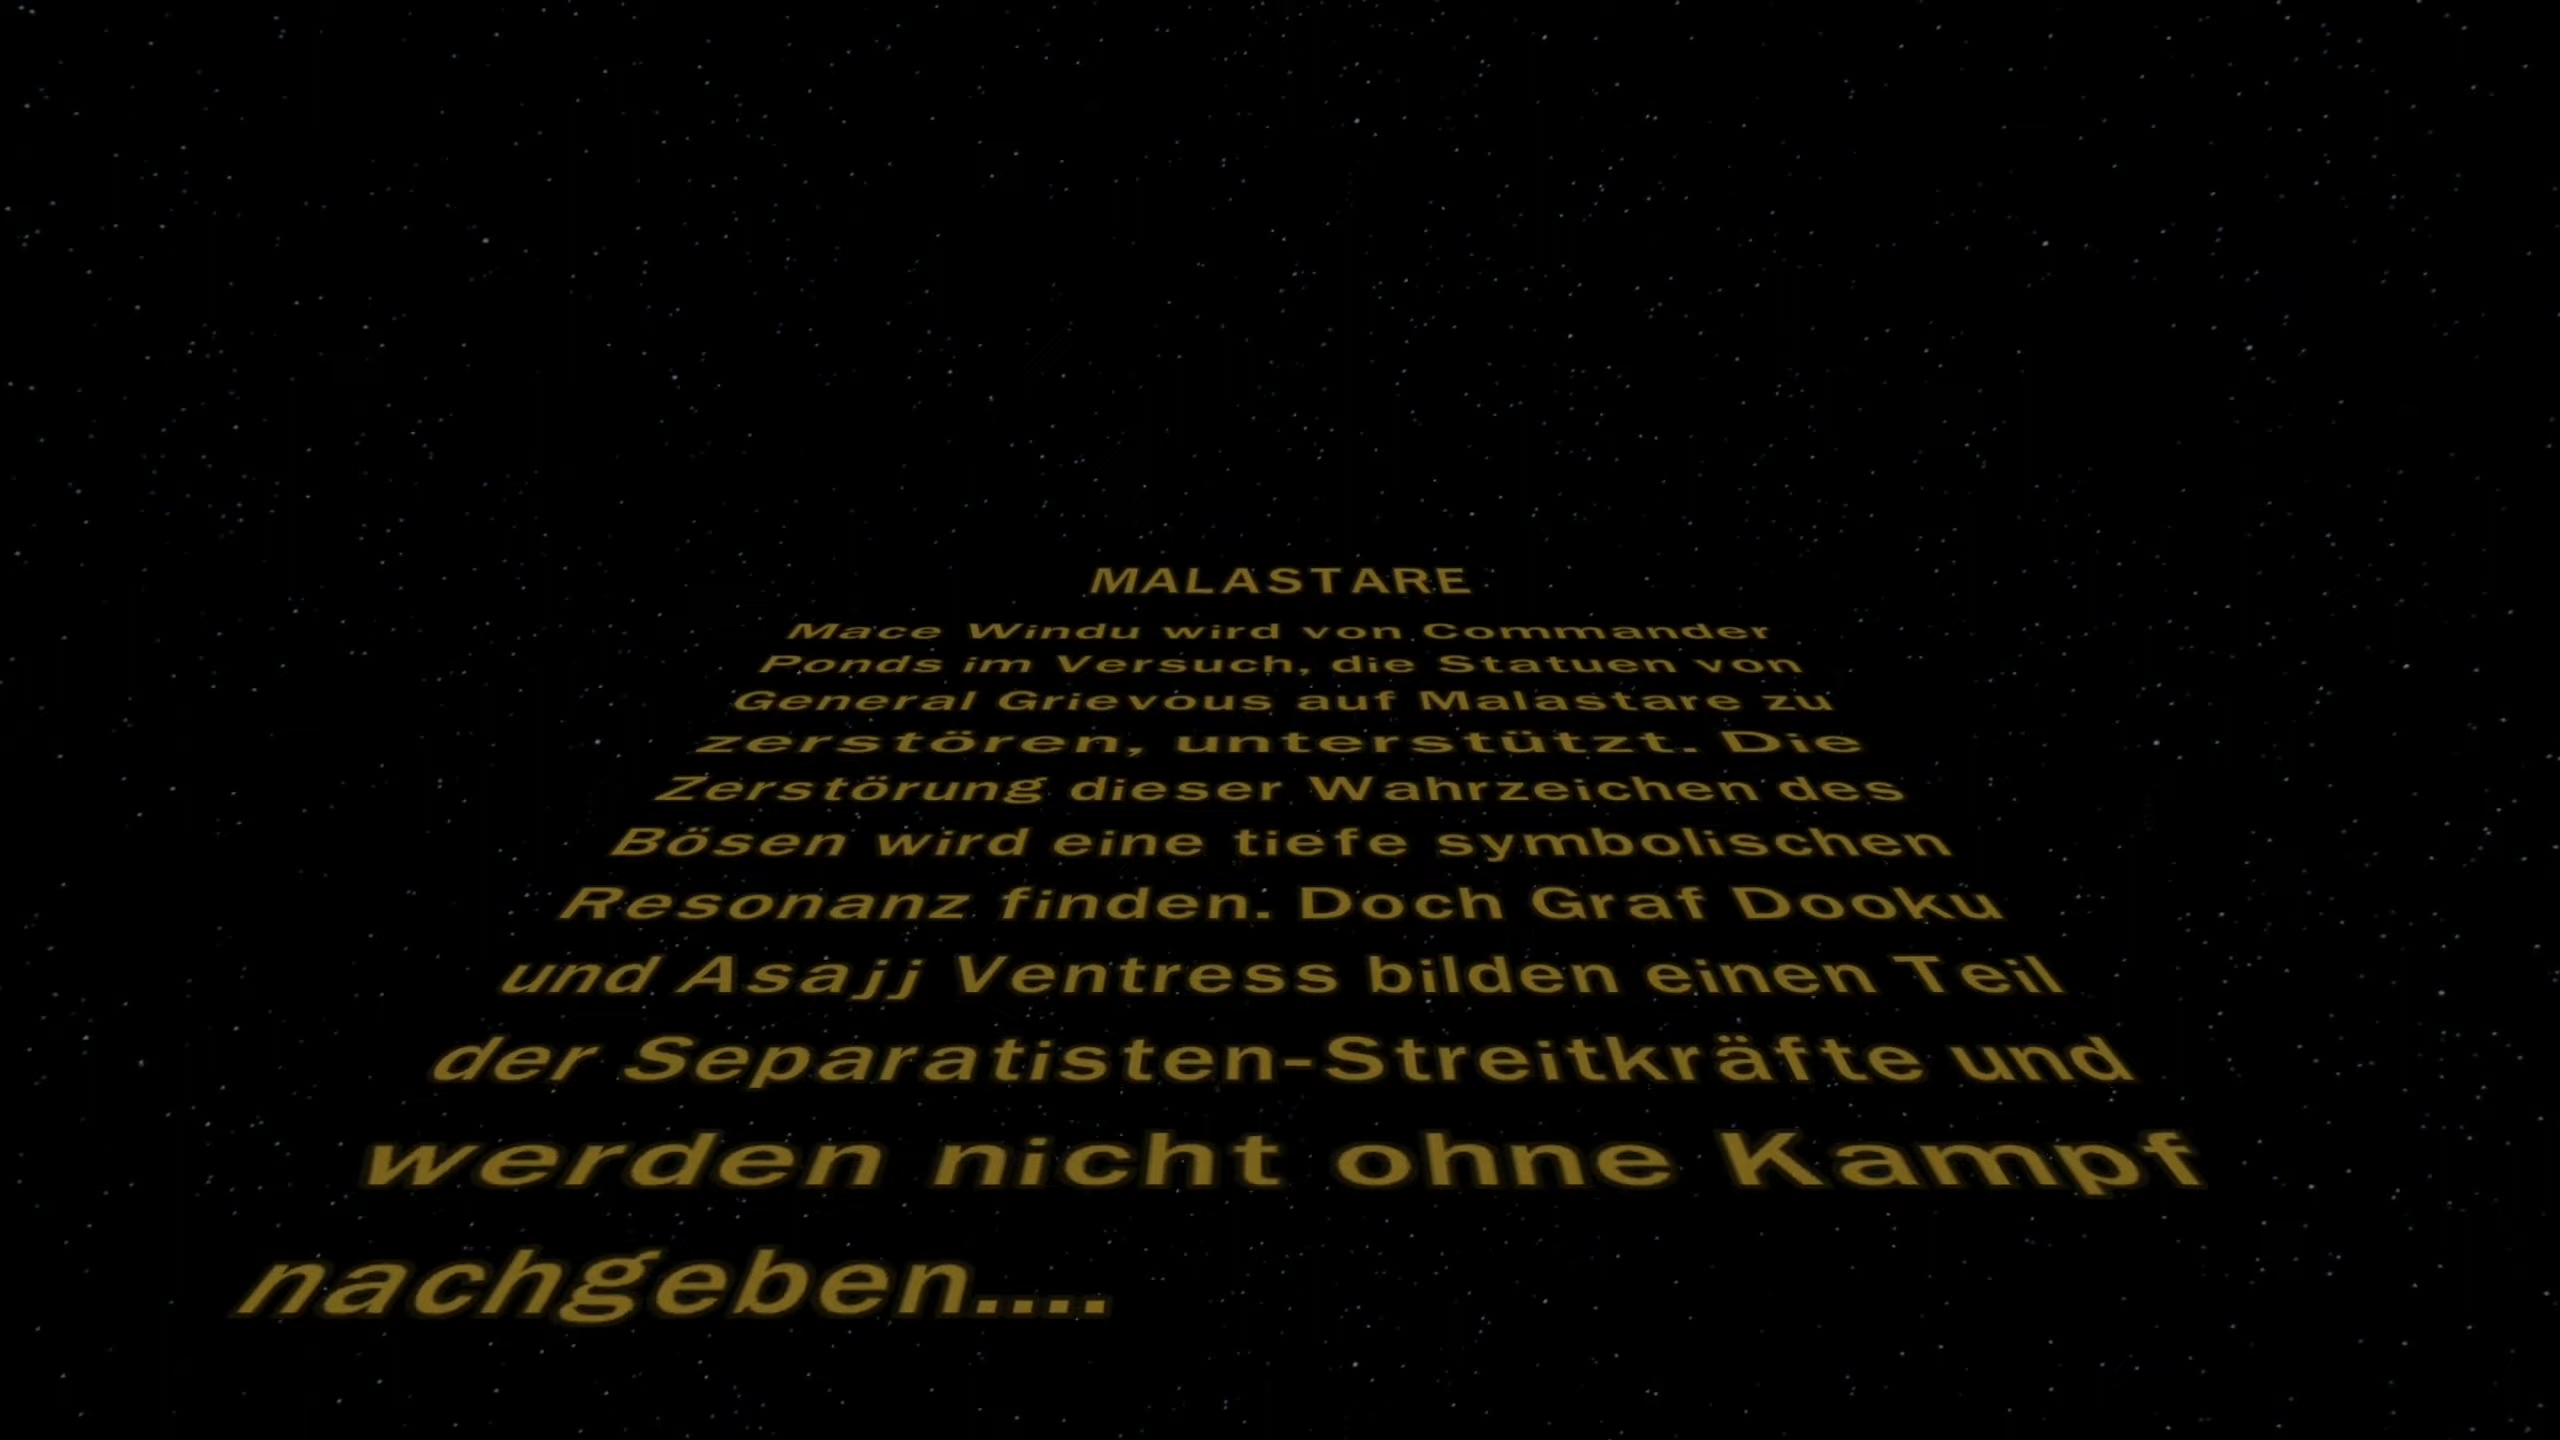 MALASTARE
Mace Windu wird von Commander
Ponds im Versuch, die Statuen von
General Grievous auf Malastare zu
zerstören, unterstützt. Die
Zerstörung dieser Wahrzeichen des
Bösen wird eine tiefe symbolischen
Resonanz finden. Doch Graf Dooku
und Asajj Ventress bilden einen Teil
der Separatisten-Streitkräfte und
werden nicht ohne Kampf
nachgeben....